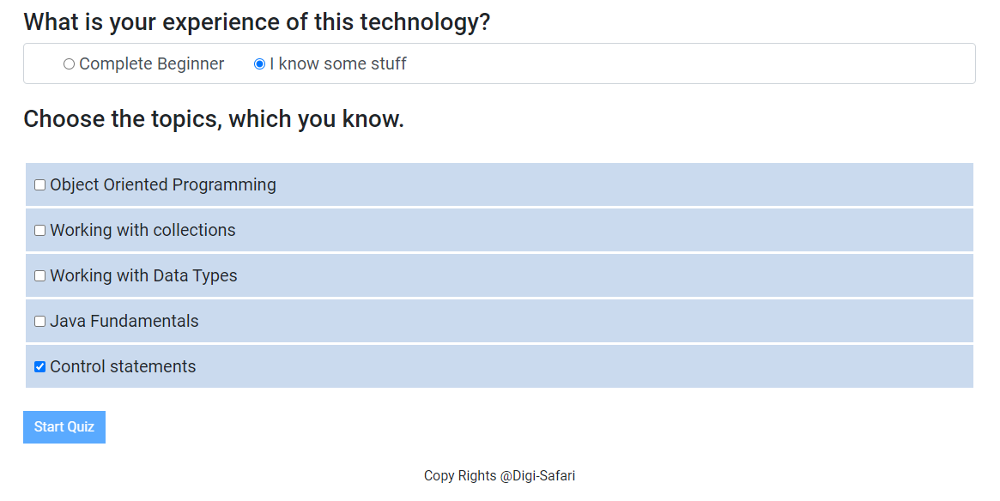 What is your experience of this technology?
Complete Beginner I know some stuff
Choose the topics, which you know.
Object Oriented Programming
Working with collections
Working with Data Types
Java Fundamentals
Control statements
Start Quiz
Copy Rights @Digi-Safari